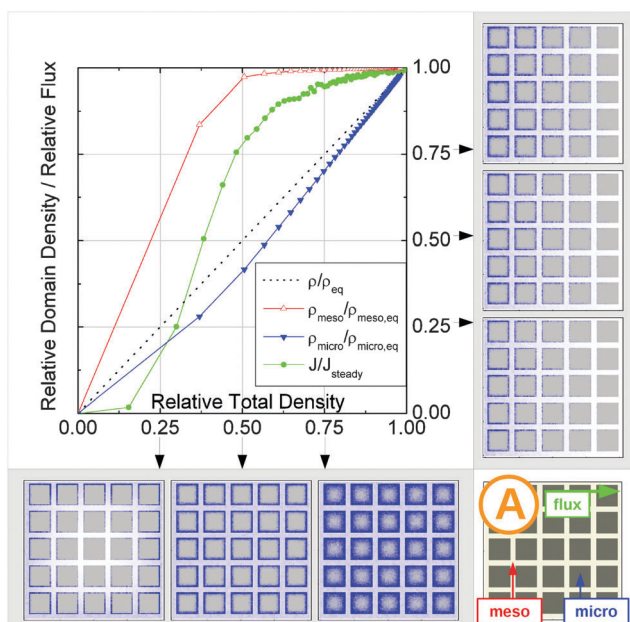 Relative Domain Density / Relative Flux
1.00
0.75
0.50
0.25
0.00
ρ/ρeq
ρmeso/ρmeso,eq
ρmicro/ρmicro,eq
J/Jsteady
Relative Total Density
0.00 0.25 0.50 0.75 1.00
A
flux
meso
micro